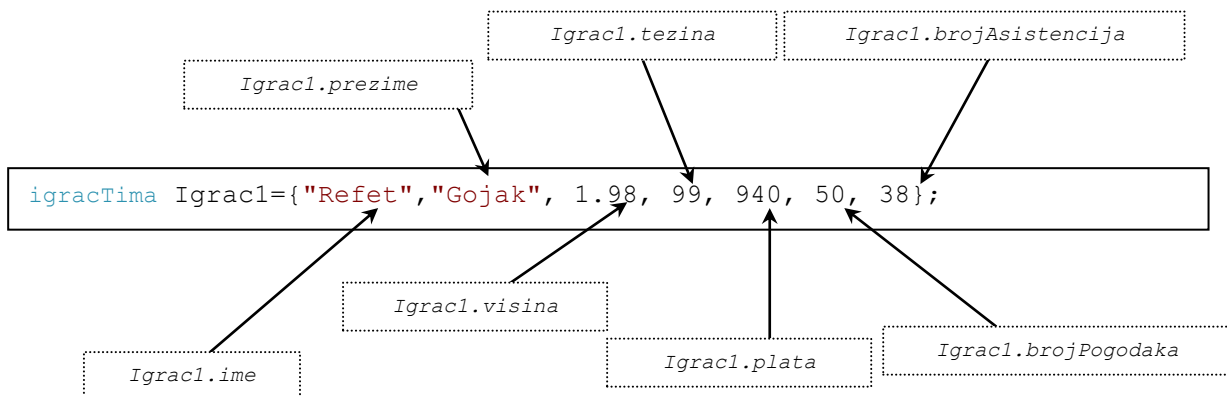 Igrac1.tezina
Igrac1.brojAsistencija
Igrac1.prezime
igracTima Igrac1={"Refet","Gojak", 1.98, 99, 940, 50, 38};
Igrac1.visina
Igrac1.brojPogodaka
Igrac1.plata
Igrac1.ime